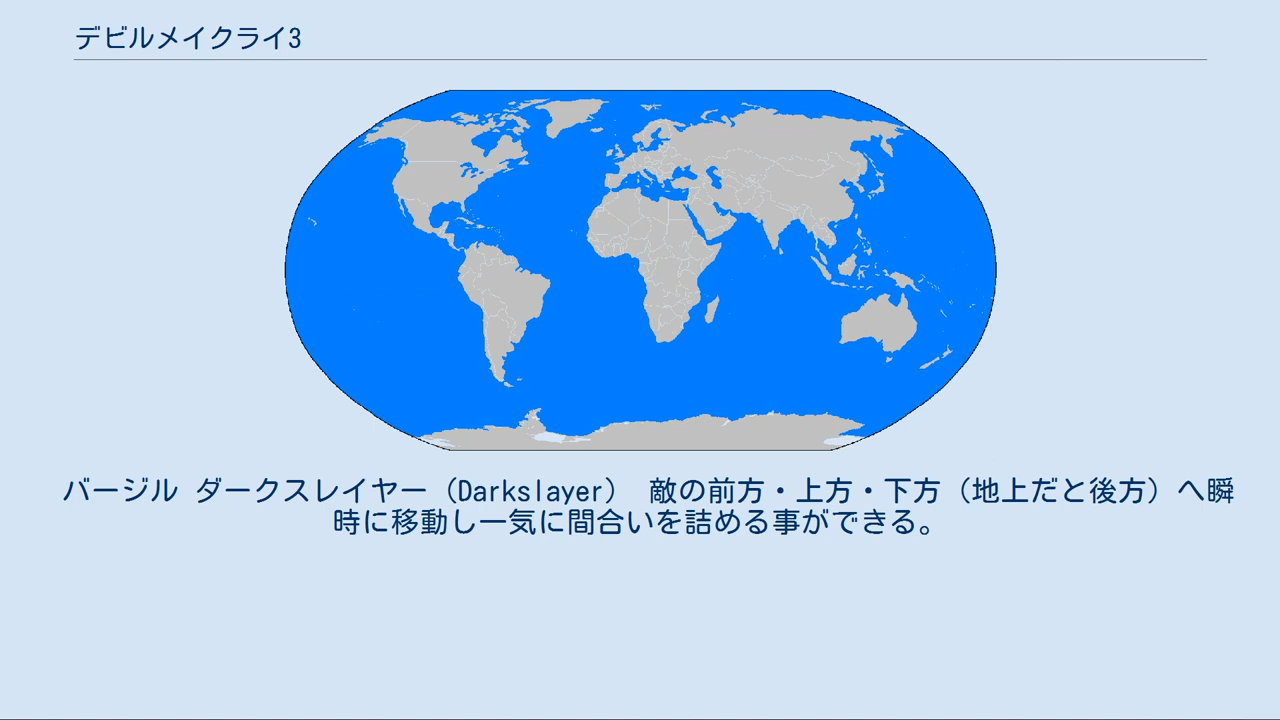 デビルメイクライ3
バージル ダークスレイヤー（Darkslayer） 敵の前方・上方・下方（地上だと後方）へ瞬
時に移動し一気に間合いを詰める事ができる。